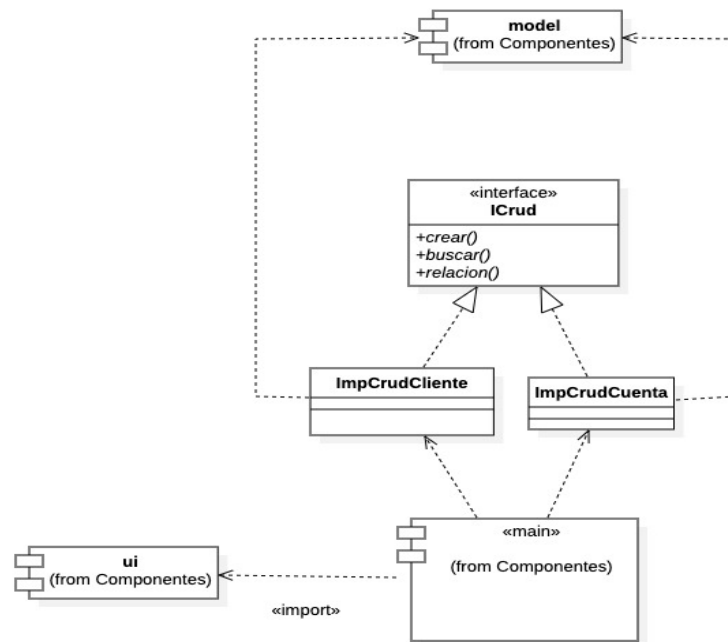 model
(from Componentes)
«interface»
ICrud
+crear()
+buscar()
+relacion()
ImpCrudCliente
ImpCrudCuenta
«main»
(from Componentes)
ui
(from Componentes)
«import»